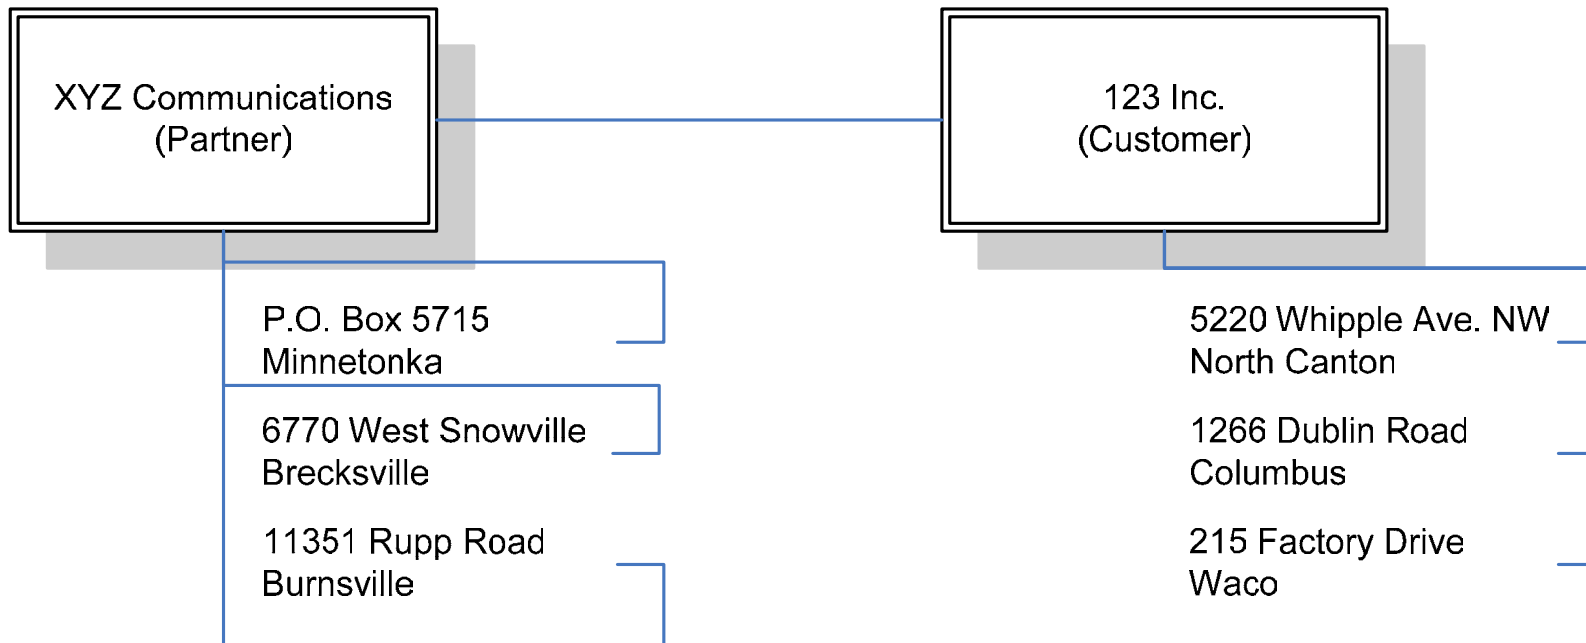 XYZ Communications
(Partner)
123 Inc.
(Customer)
P.O. Box 5715
Minnetonka
6770 West Snowville
Brecksville
11351 Rupp Road
Burnsville
5220 Whipple Ave. NW
North Canton
1266 Dublin Road
Columbus
215 Factory Drive
Waco